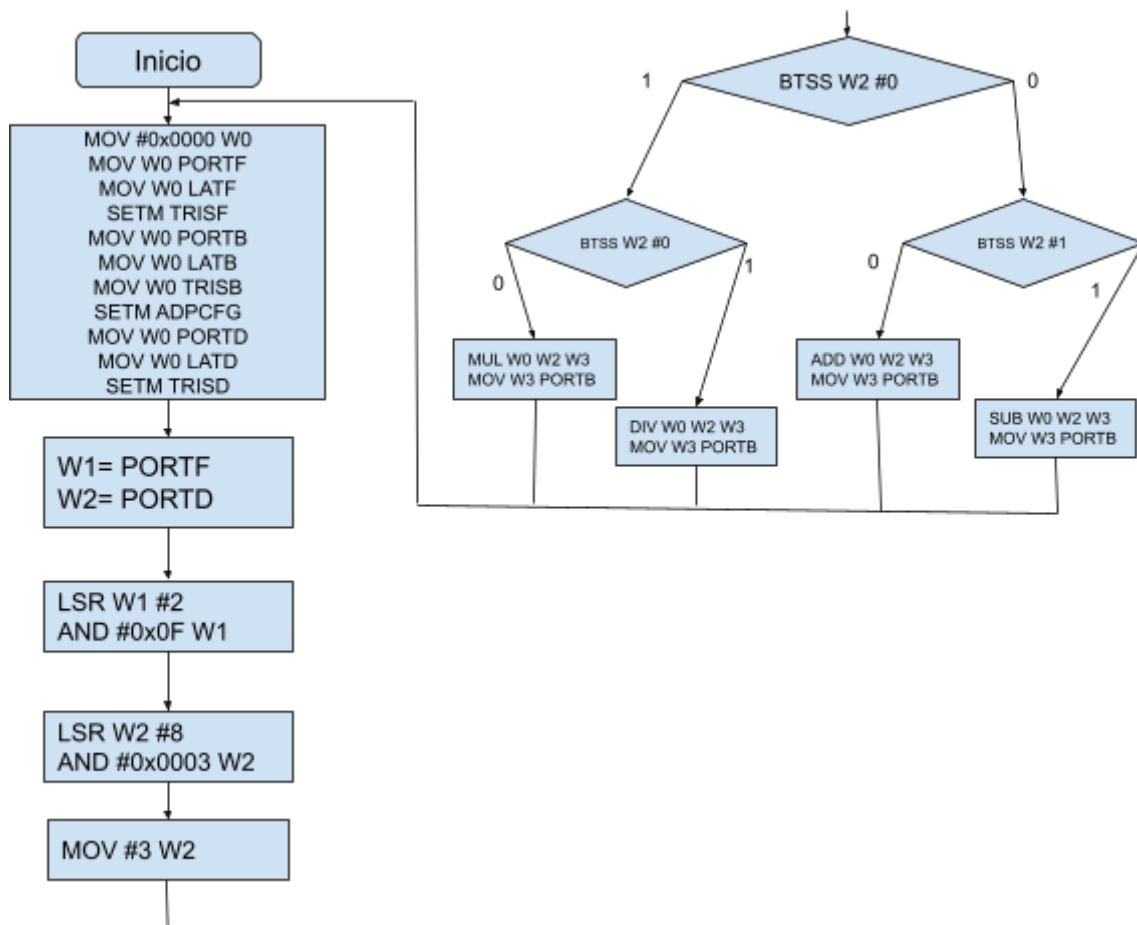 Inicio
MOV #0x0000 W0
MOV W0 PORTF
MOV W0 LATF
SETM TRISF
MOV W0 PORTB
MOV W0 LATB
MOV W0 TRISB
SETM ADPCFG
MOV W0 PORTD
MOV W0 LATD
SETM TRISD
W1= PORTF
W2= PORTD
LSR W1 #2
AND #0x0F W1
LSR W2 #8
AND #0x0003 W2
MOV #3 W2
BTSS W2 #0
1
0
BTSS W2 #0
0
1
BTSS W2 #1
0
1
MUL W0 W2 W3
MOV W3 PORTB
DIV W0 W2 W3
MOV W3 PORTB
ADD W0 W2 W3
MOV W3 PORTB
SUB W0 W2 W3
MOV W3 PORTB